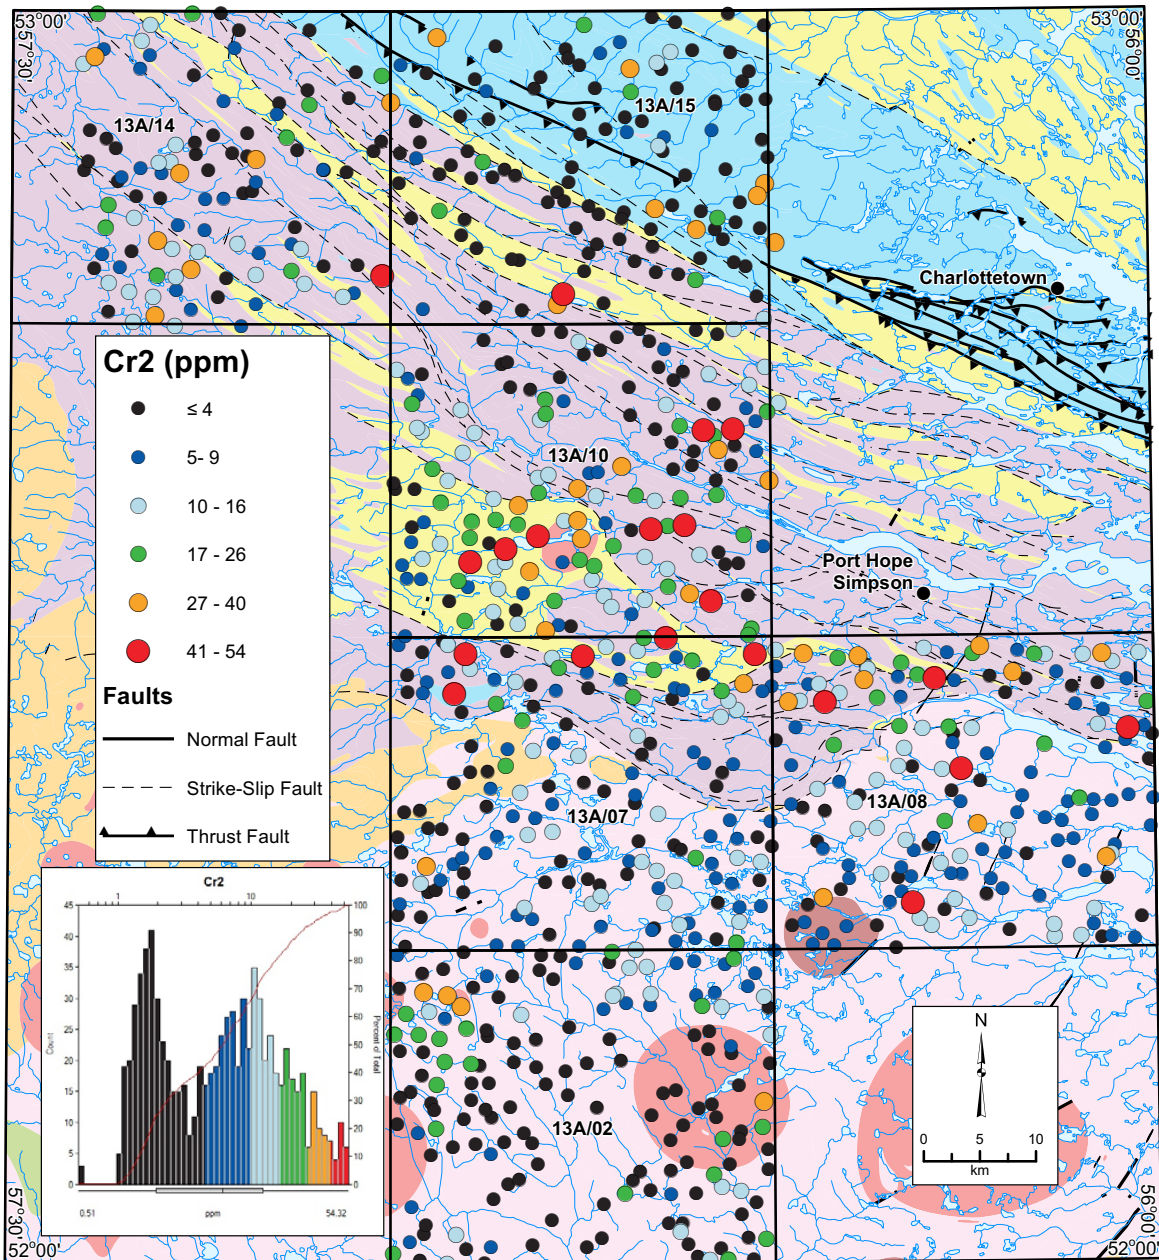 53°00'
57°30'
53°00'
56°00'
13A/15
13A/14
Charlottetown
Cr2 (ppm)
≤ 4
5- 9
10 - 16
17 - 26
27 - 40
41 - 54
Faults
Normal Fault
Strike-Slip Fault
Thrust Fault
13A/10
Port Hope
Simpson
13A/07
13A/08
13A/02
Cr2
1
10
45
40
35
30
25
20
15
10
5
0
100
90
80
70
60
50
40
30
20
10
0
Count
Percent of Total
0.51
ppm
54.32
N
0
5
10
km
57°30'
52°00'
56°00'
52°00'